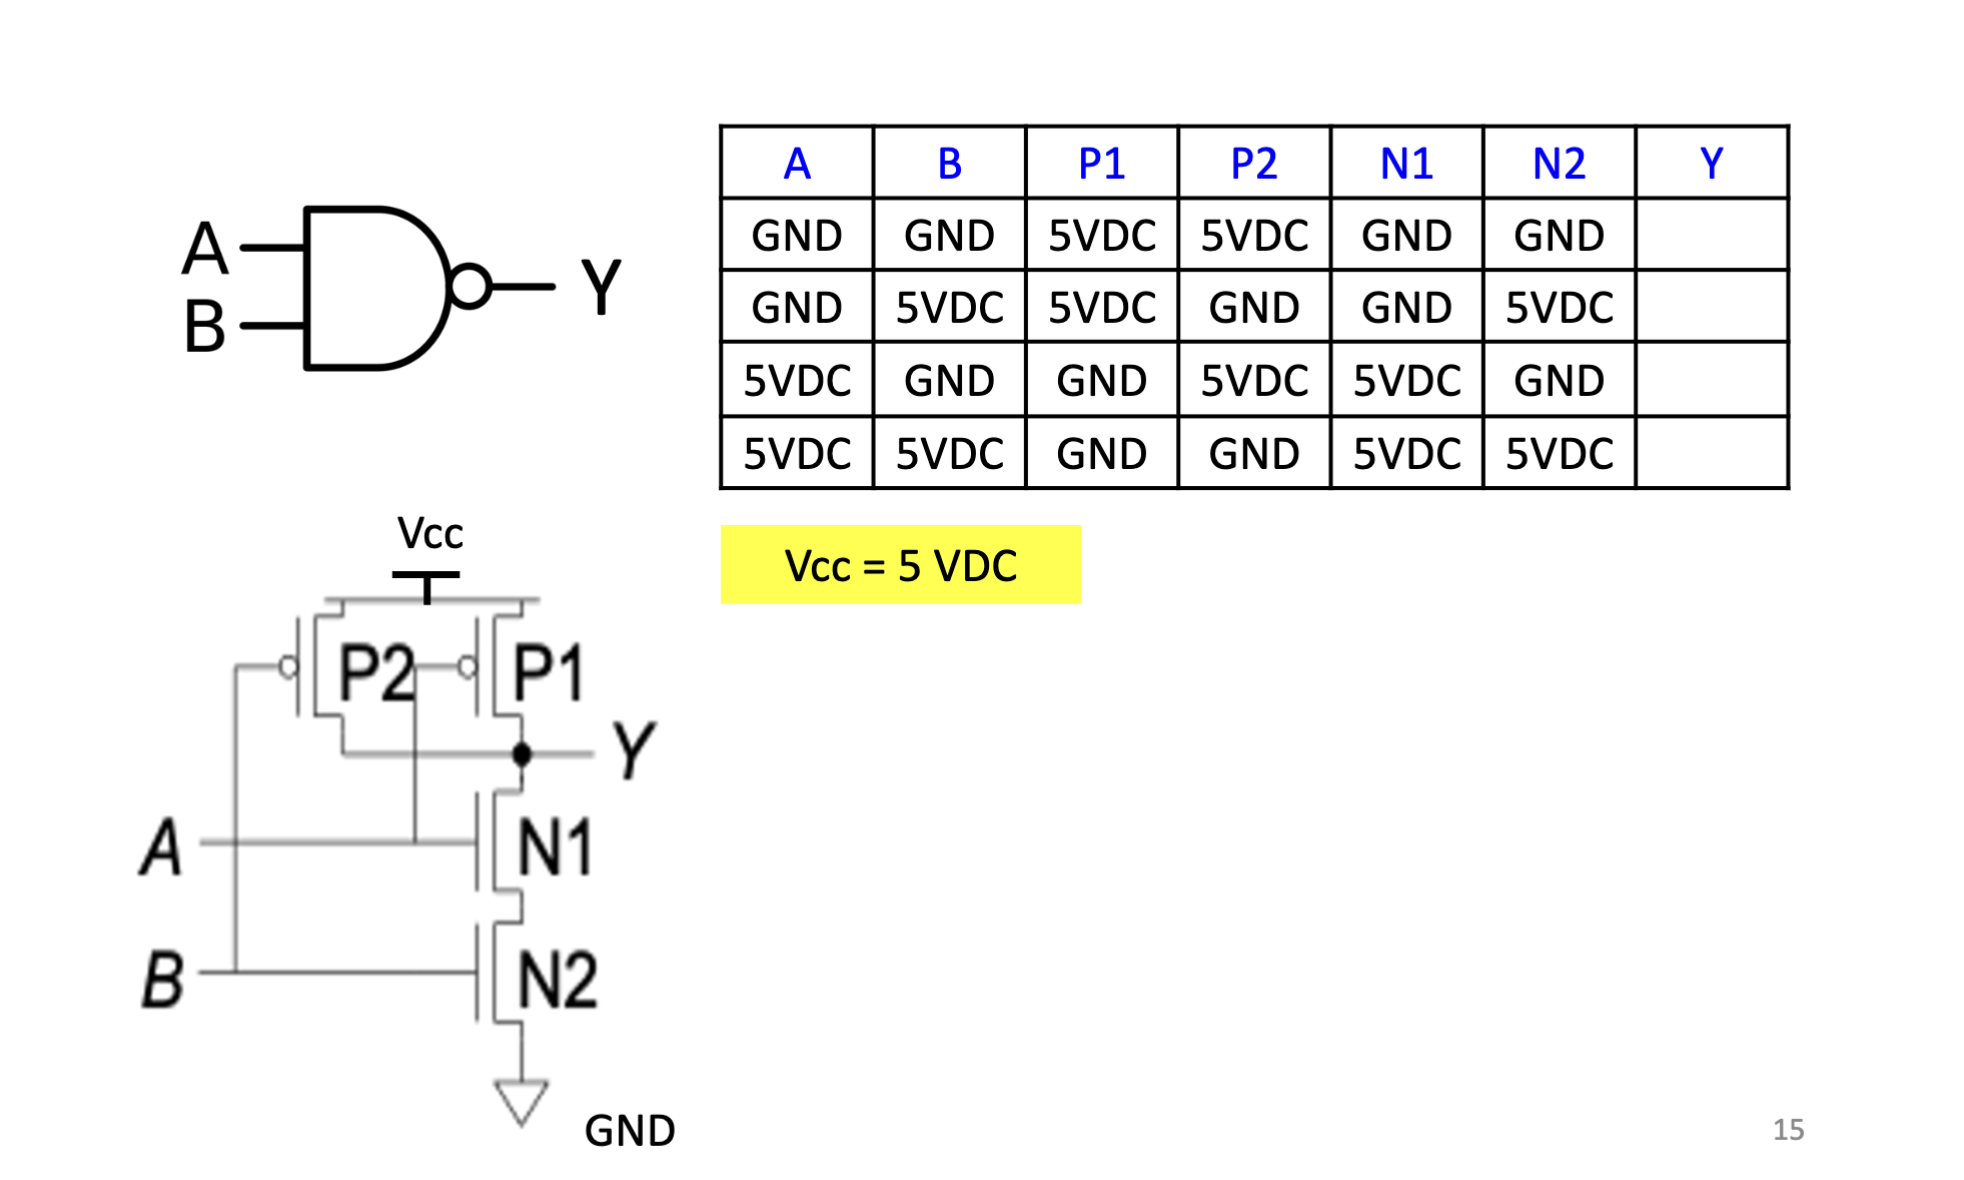 A
B
Y
A B P1 P2 N1 N2 Y
GND GND 5VDC 5VDC GND GND
GND 5VDC 5VDC GND GND 5VDC
5VDC GND GND 5VDC 5VDC GND
5VDC 5VDC GND GND 5VDC 5VDC
Vcc = 5 VDC
Vcc
P2 P1
Y
A N1
B N2
GND
15